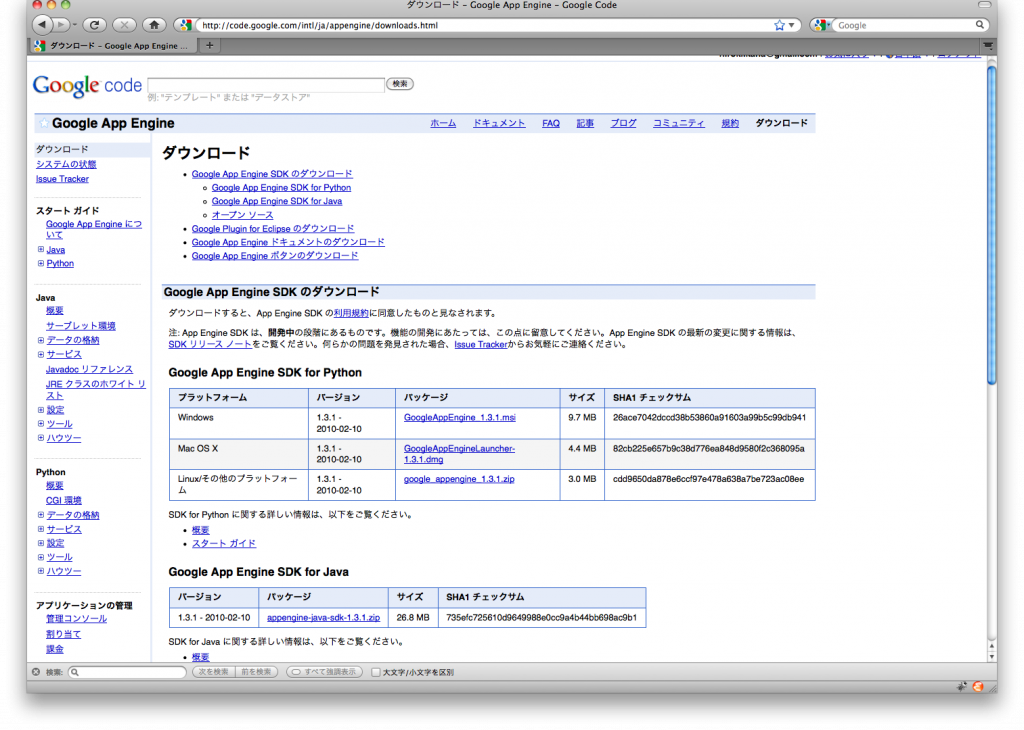 ダウンロード – Google App Engine – Google Code
http://code.google.com/intl/ja/appengine/downloads.html
Google
ダウンロード – Google App Engine ...
Google code
検索
例: "テンプレート" または "データストア"
Google App Engine
ホーム ドキュメント FAQ 記事 ブログ コミュニティ 規約 ダウンロード
ダウンロード
システムの状態
Issue Tracker
スタート ガイド
Google App Engine につ
いて
Java
Python
Java
概要
サーブレット環境
データの格納
サービス
Javadoc リファレンス
JRE クラスのホワイト リ
スト
設定
ツール
ハウツー
Python
概要
CGI 環境
データの格納
サービス
設定
ツール
ハウツー
アプリケーションの管理
管理コンソール
割り当て
課金
ダウンロード
Google App Engine SDK のダウンロード
Google App Engine SDK for Python
Google App Engine SDK for Java
オープン ソース
Google Plugin for Eclipse のダウンロード
Google App Engine ドキュメントのダウンロード
Google App Engine ボタンのダウンロード
Google App Engine SDK のダウンロード
ダウンロードすると、App Engine SDK の利用規約に同意したものと見なされます。
注: App Engine SDK は、開発中の段階にあるものです。機能の開発にあたっては、この点に留意してください。App Engine SDK の最新の変更に関する情報は、
SDK リリース ノートをご覧ください。何らかの問題を発見された場合、Issue Trackerからお気軽にご連絡ください。
Google App Engine SDK for Python
プラットフォーム バージョン パッケージ サイズ SHA1 チェックサム
Windows 1.3.1 - GoogleAppEngine_1.3.1.msi 9.7 MB 26ace7042dccd38b53860a91603a99b5c99db941
2010-02-10
Mac OS X 1.3.1 - GoogleAppEngineLauncher- 4.4 MB 82cb225e657b9c38d776ea848d9580f2c368095a
2010-02-10 1.3.1.dmg
Linux/その他のプラットフォー 1.3.1 - google_appengine_1.3.1.zip 3.0 MB cdd9650da878e6ccf97e478a638a7be723ac08ee
ム 2010-02-10
SDK for Python に関する詳しい情報は、以下をご覧ください。
概要
スタート ガイド
Google App Engine SDK for Java
バージョン パッケージ サイズ SHA1 チェックサム
1.3.1 - 2010-02-10 appengine-java-sdk-1.3.1.zip 26.8 MB 735efc725610d9649988e0cc9a4b44bb698ac9b1
SDK for Java に関する詳しい情報は、以下をご覧ください。
概要
検索: 次を検索 前を検索 すべて強調表示 大文字/小文字を区別